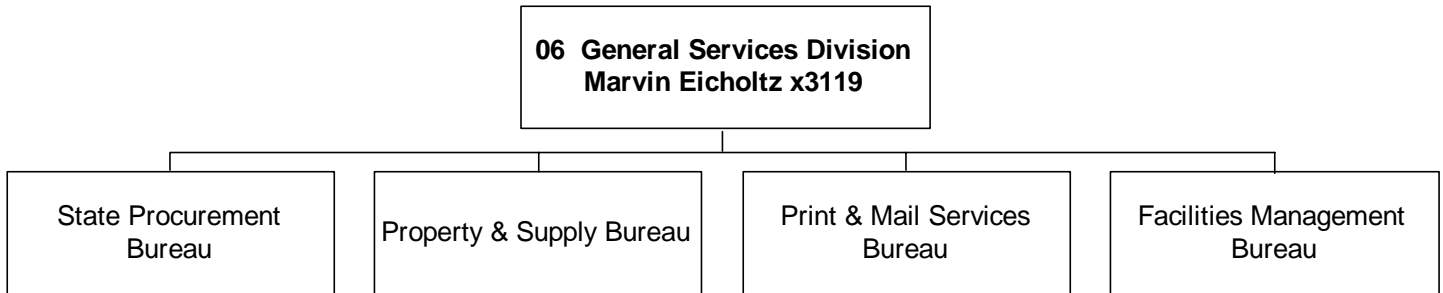 06 General Services Division
Marvin Eicholtz x3119
State Procurement
Bureau
Property & Supply Bureau
Print & Mail Services
Bureau
Facilities Management
Bureau